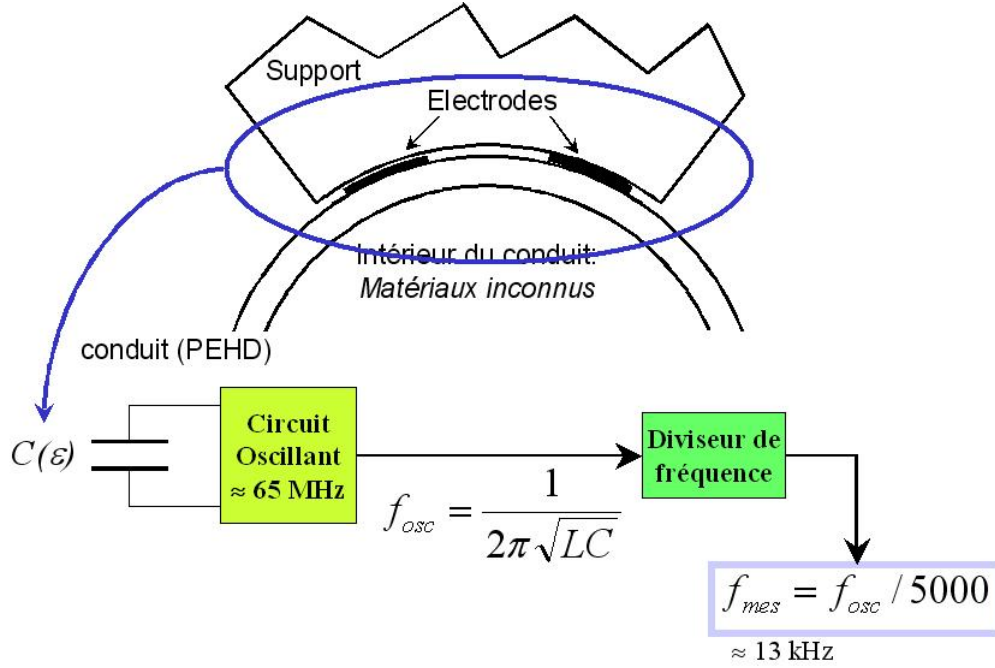 Support
Electrodes
Intérieur du conduit:
Matériaux inconnus
conduit (PEHD)
C(ε)
Circuit
Oscillant
≈ 65 MHz
f_osc = 1 / (2π√LC)
Diviseur de
fréquence
f_mes = f_osc / 5000
≈ 13 kHz